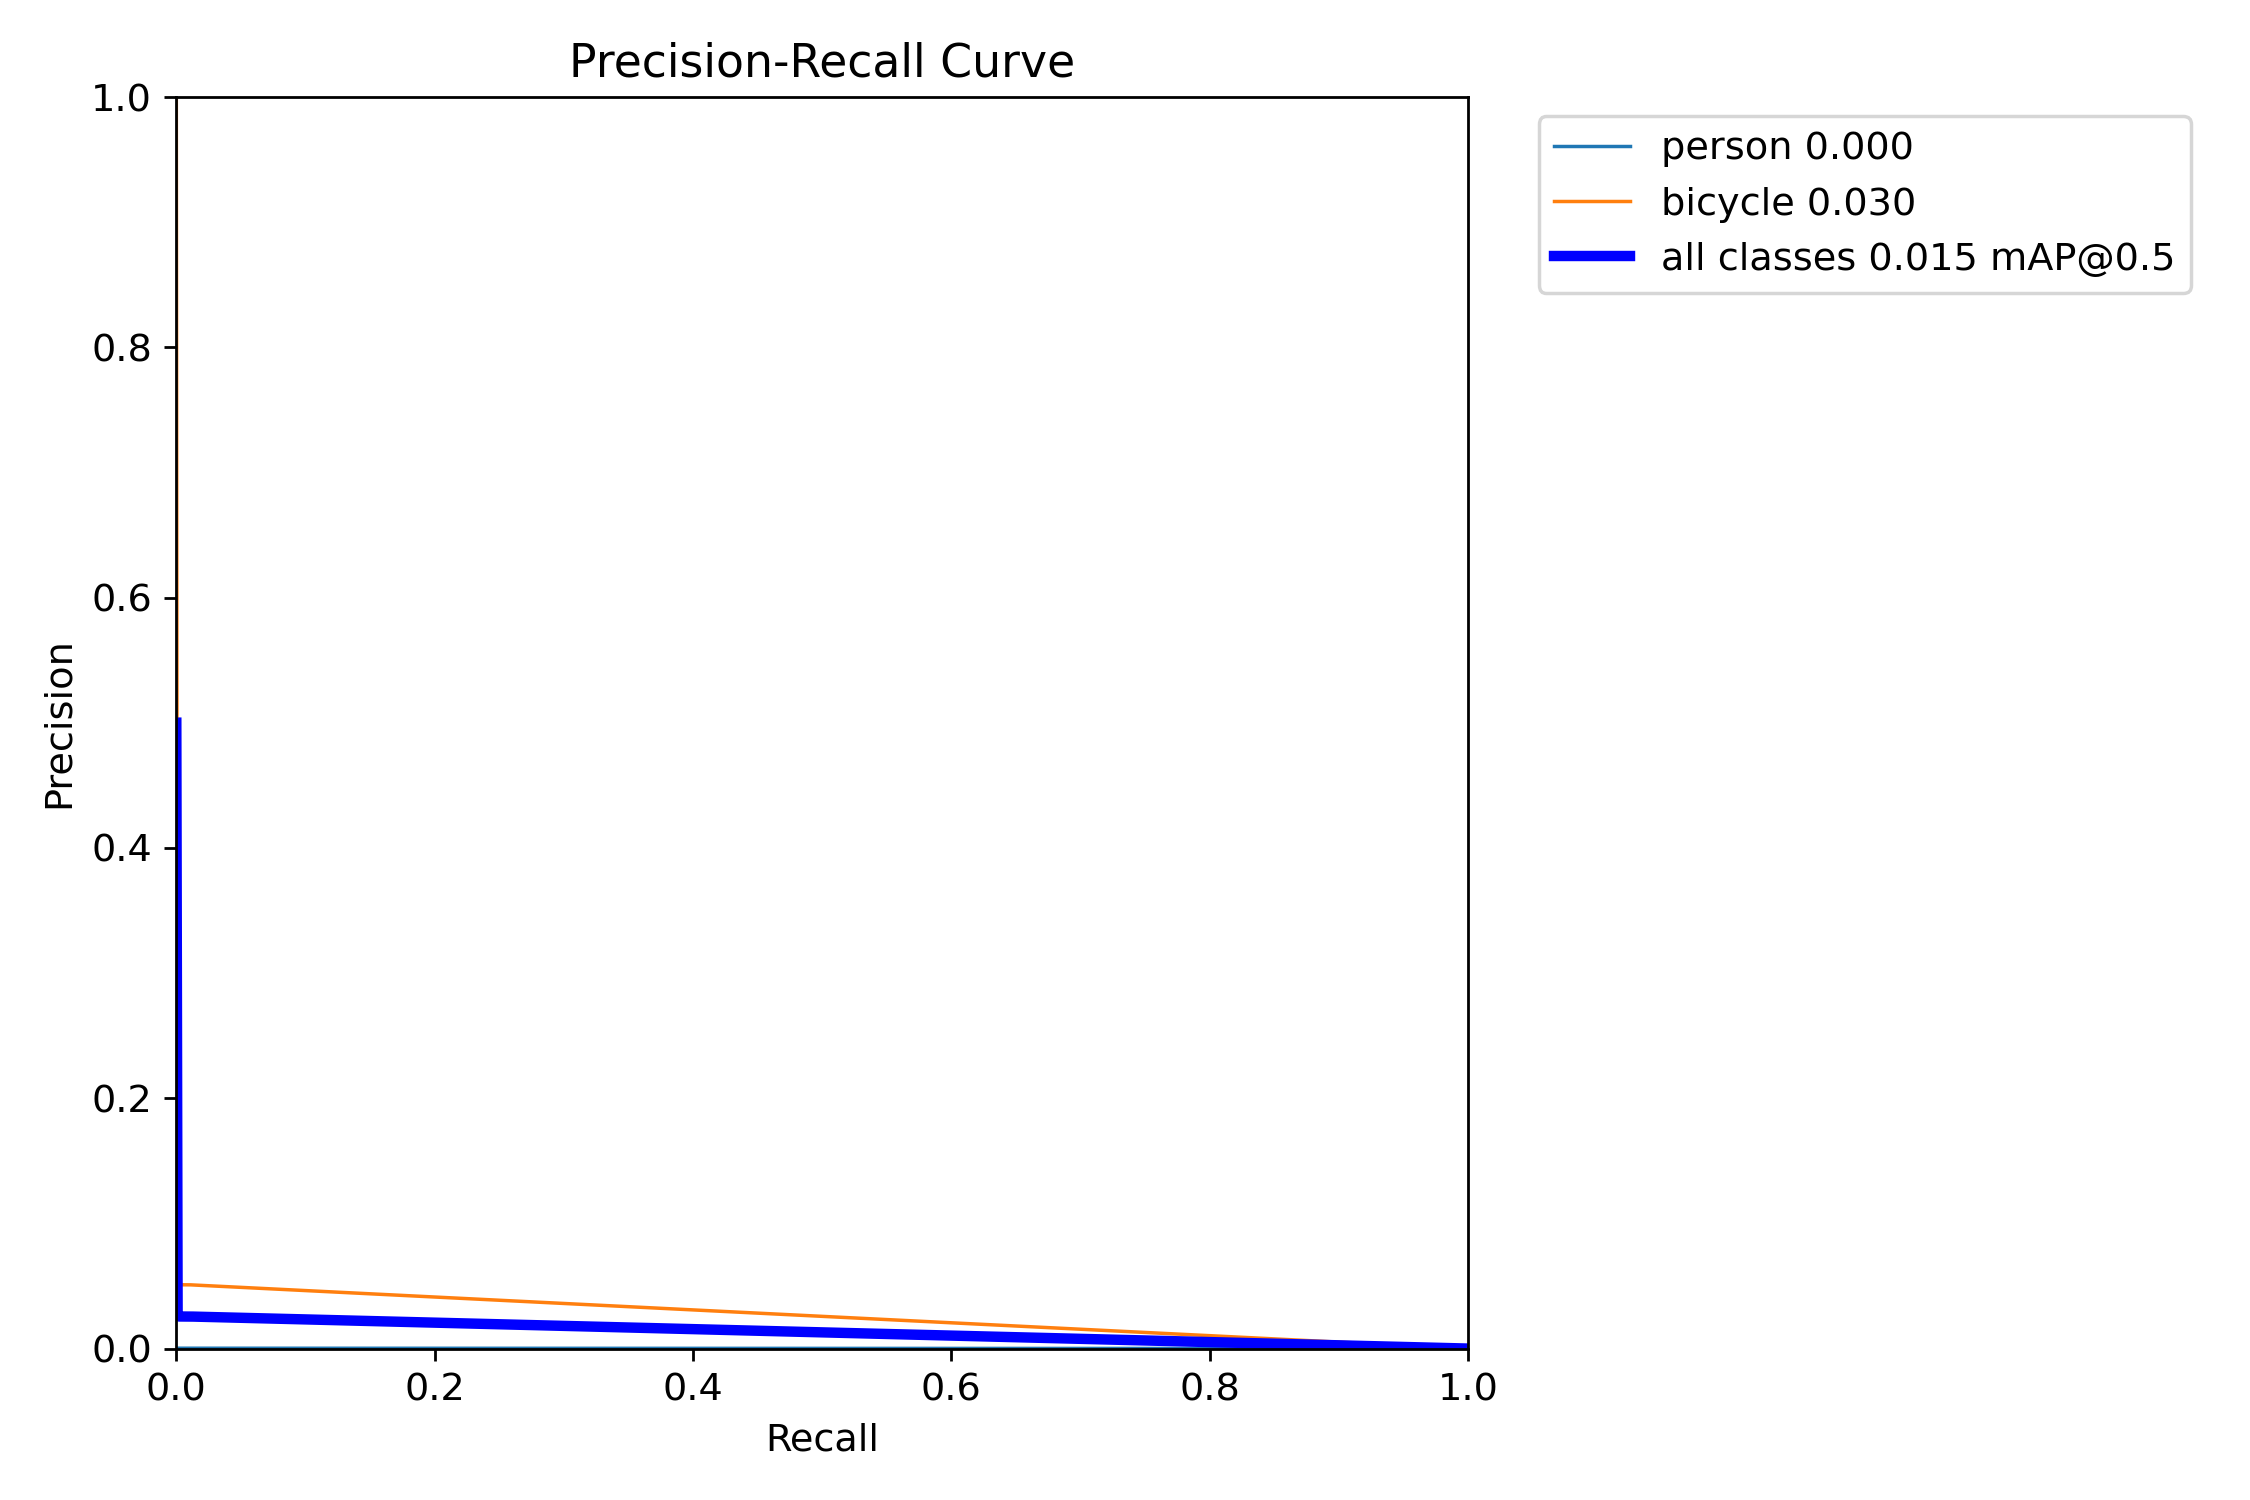 Precision-Recall Curve
1.0
0.8
0.6
0.4
0.2
0.0
Precision
0.0 0.2 0.4 0.6 0.8 1.0
Recall
person 0.000
bicycle 0.030
all classes 0.015 mAP@0.5